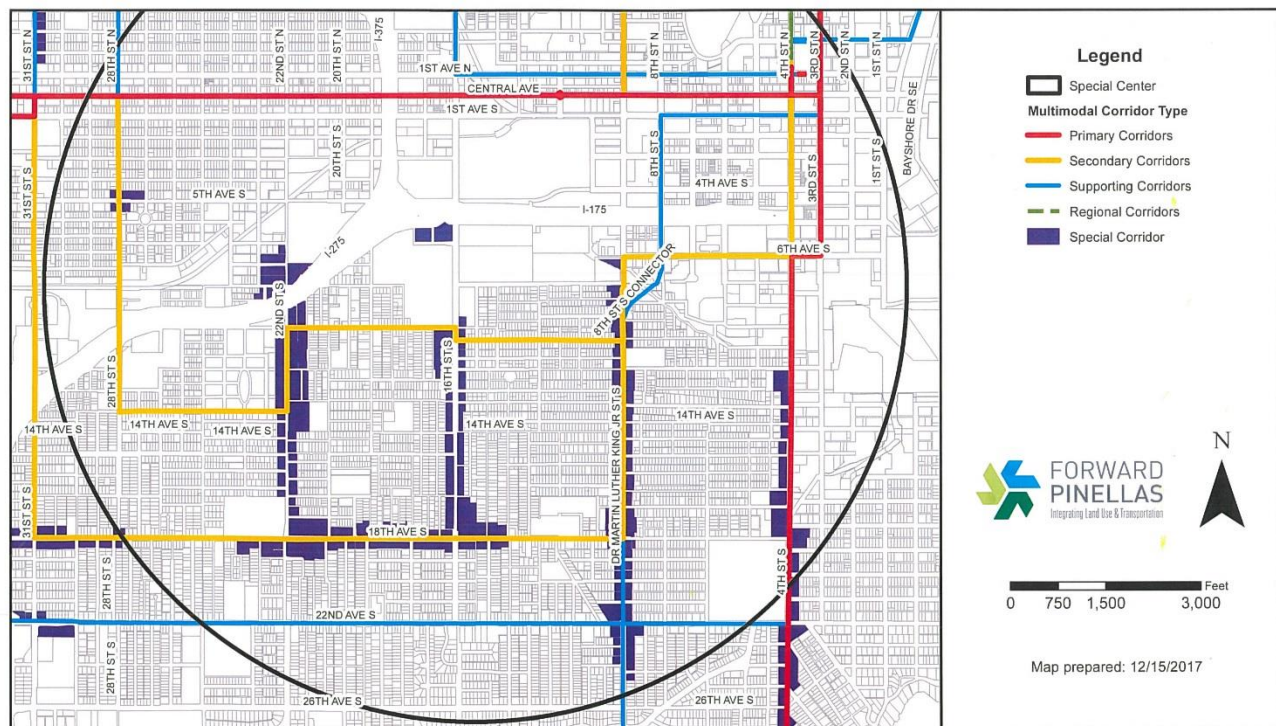 31ST ST N
28TH ST N
22ND ST N
20TH ST N
I-375
1ST AVE N
8TH ST N
4TH ST N
3RD ST N
2ND ST N
1ST ST N
CENTRAL AVE
1ST AVE S
BAYSHORE DR SE
31ST ST S
5TH AVE S
20TH ST S
8TH ST S
4TH AVE S
3RD ST S
1ST ST S
I-175
I-275
6TH AVE S
22ND ST S
8TH ST S CONNECTOR
28TH ST S
16TH ST S
14TH AVE S
14TH AVE S
14TH AVE S
14TH AVE S
14TH AVE S
DR MARTIN LUTHER KING JR ST S
31ST ST S
18TH AVE S
28TH ST S
4TH ST S
22ND AVE S
28TH ST S
26TH AVE S
26TH AVE S
Legend
Special Center
Multimodal Corridor Type
Primary Corridors
Secondary Corridors
Supporting Corridors
Regional Corridors
Special Corridor
FORWARD
PINELLAS
Integrating Land Use & Transportation
N
Feet
0 750 1,500 3,000
Map prepared: 12/15/2017